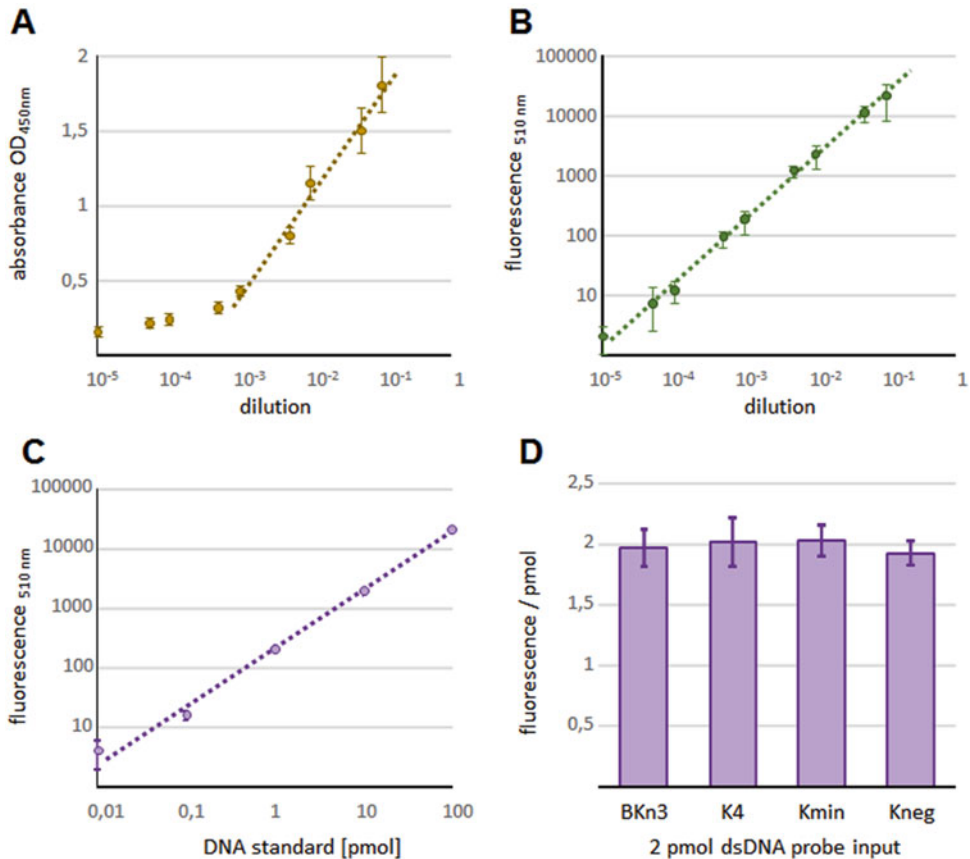 A
absorbance OD450nm
2
1,5
1
0,5
10-5 10-4 10-3 10-2 10-1 1
dilution
B
fluorescence 510 nm
100000
10000
1000
100
10
10-5 10-4 10-3 10-2 10-1 1
dilution
C
fluorescence 510 nm
100000
10000
1000
100
10
0,01 0,1 1 10 100
DNA standard [pmol]
D
fluorescence / pmol
2,5
2
1,5
1
0,5
BKn3 K4 Kmin Kneg
2 pmol dsDNA probe input